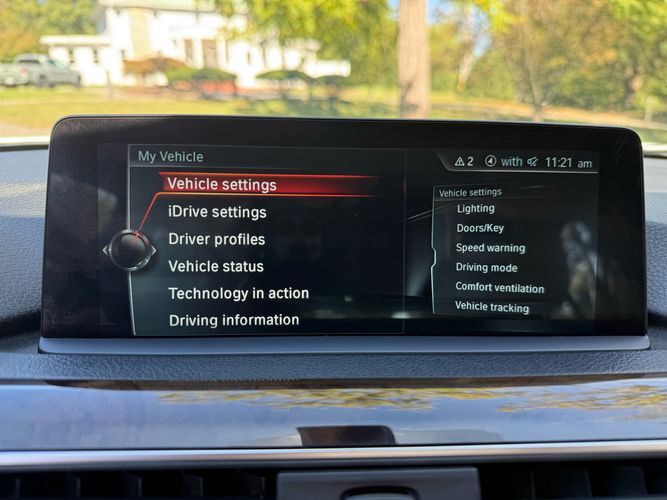 My Vehicle
2 with 11:21 am
Vehicle settings
iDrive settings
Driver profiles
Vehicle status
Technology in action
Driving information
Vehicle settings
Lighting
Doors/Key
Speed warning
Driving mode
Comfort ventilation
Vehicle tracking